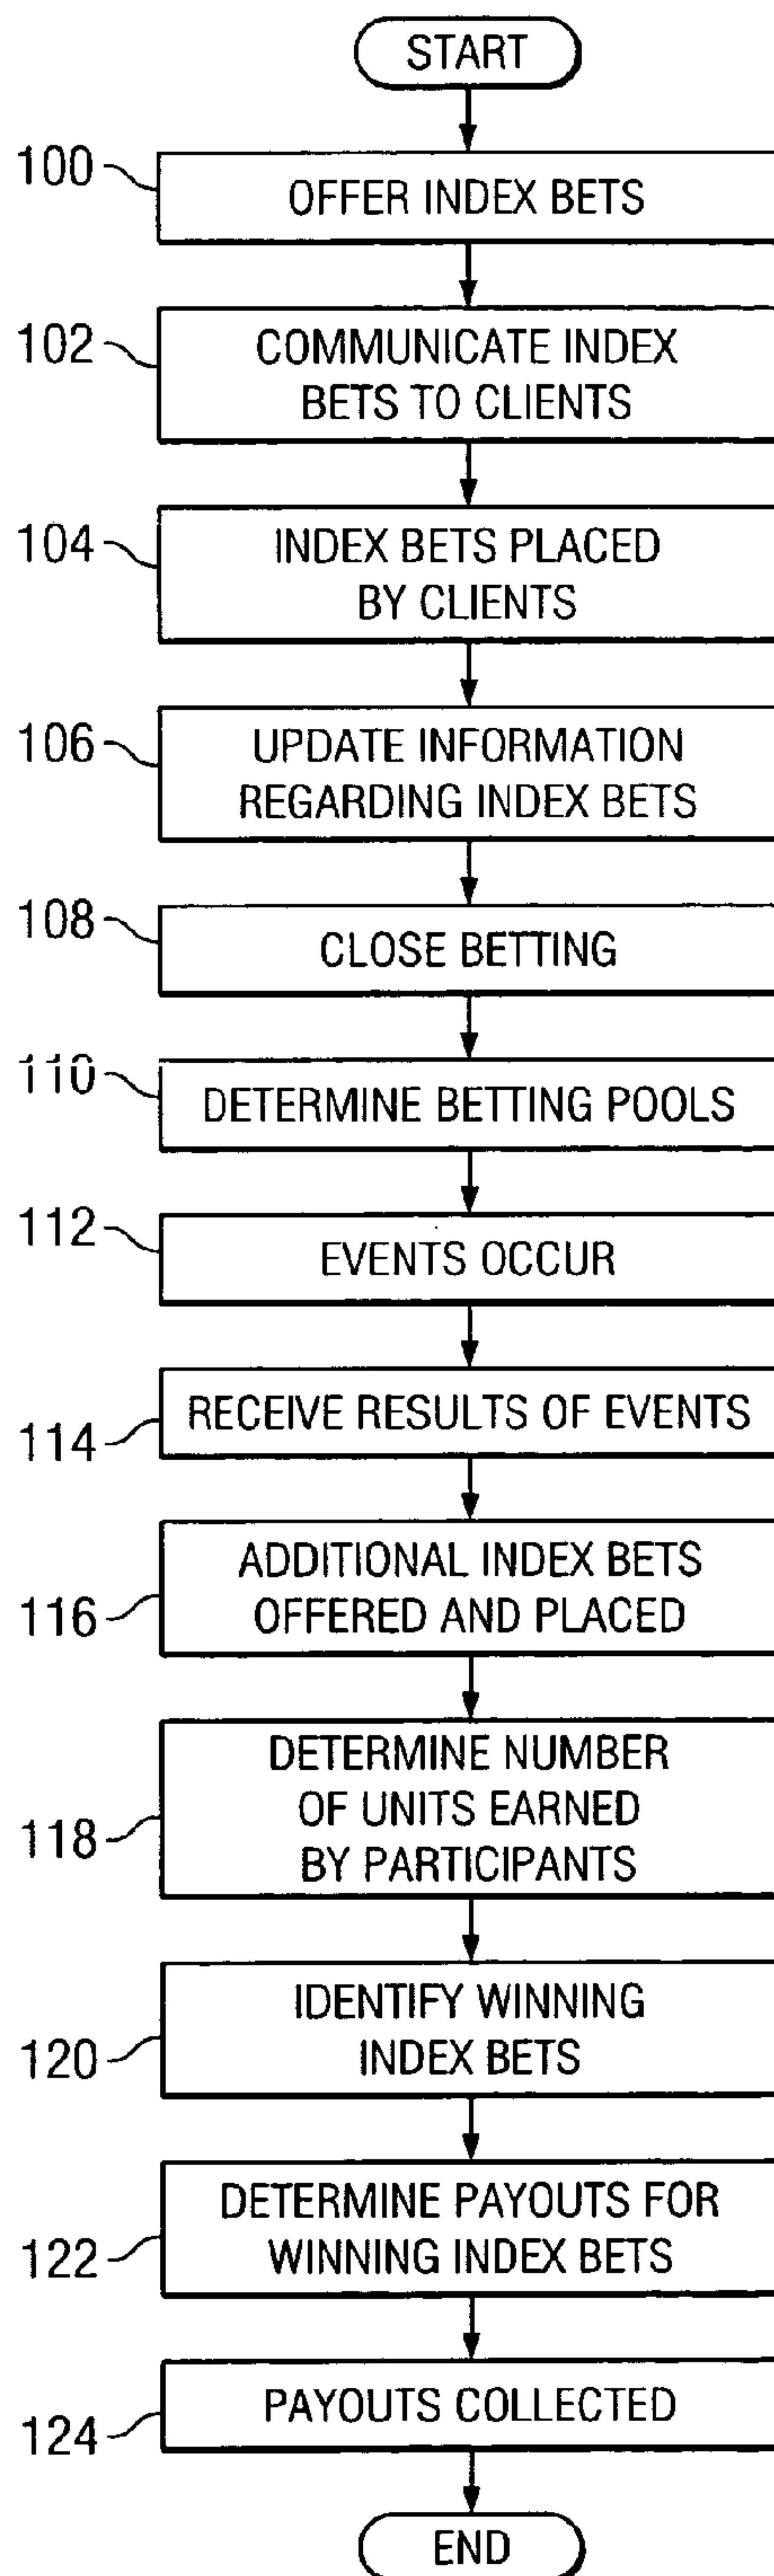 START
100
OFFER INDEX BETS
102
COMMUNICATE INDEX
BETS TO CLIENTS
104
INDEX BETS PLACED
BY CLIENTS
106
UPDATE INFORMATION
REGARDING INDEX BETS
108
CLOSE BETTING
110
DETERMINE BETTING POOLS
112
EVENTS OCCUR
114
RECEIVE RESULTS OF EVENTS
116
ADDITIONAL INDEX BETS
OFFERED AND PLACED
118
DETERMINE NUMBER
OF UNITS EARNED
BY PARTICIPANTS
120
IDENTIFY WINNING
INDEX BETS
122
DETERMINE PAYOUTS FOR
WINNING INDEX BETS
124
PAYOUTS COLLECTED
END